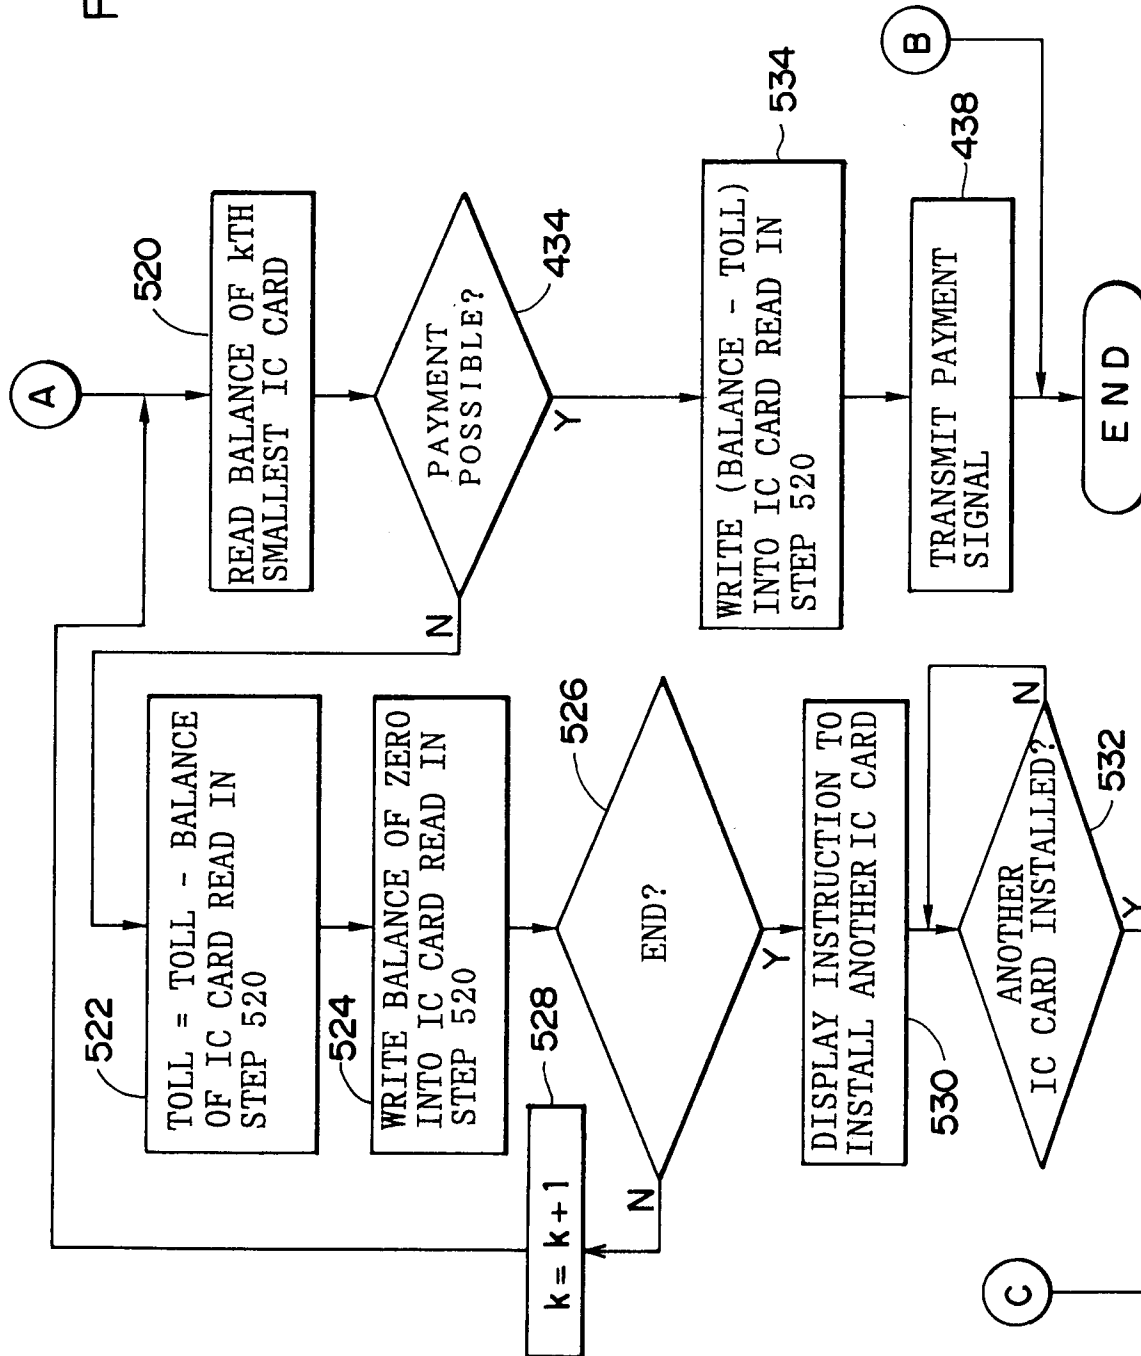 F
A
520
READ BALANCE OF kTH
SMALLEST IC CARD
434
PAYMENT
POSSIBLE?
N
Y
534
WRITE (BALANCE - TOLL)
INTO IC CARD READ IN
STEP 520
438
TRANSMIT PAYMENT
SIGNAL
B
END
522
TOLL = TOLL - BALANCE
OF IC CARD READ IN
STEP 520
524
WRITE BALANCE OF ZERO
INTO IC CARD READ IN
STEP 520
526
END?
N
Y
528
k = k + 1
530
DISPLAY INSTRUCTION TO
INSTALL ANOTHER IC CARD
532
ANOTHER
IC CARD INSTALLED?
N
Y
C